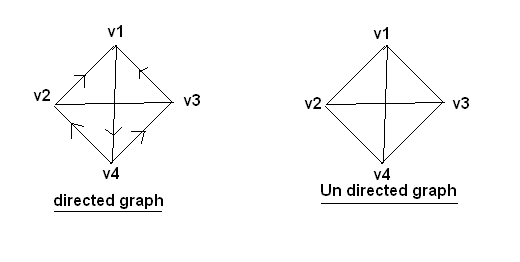 v1
v2
v3
v4
directed graph
v1
v2
v3
v4
Un directed graph